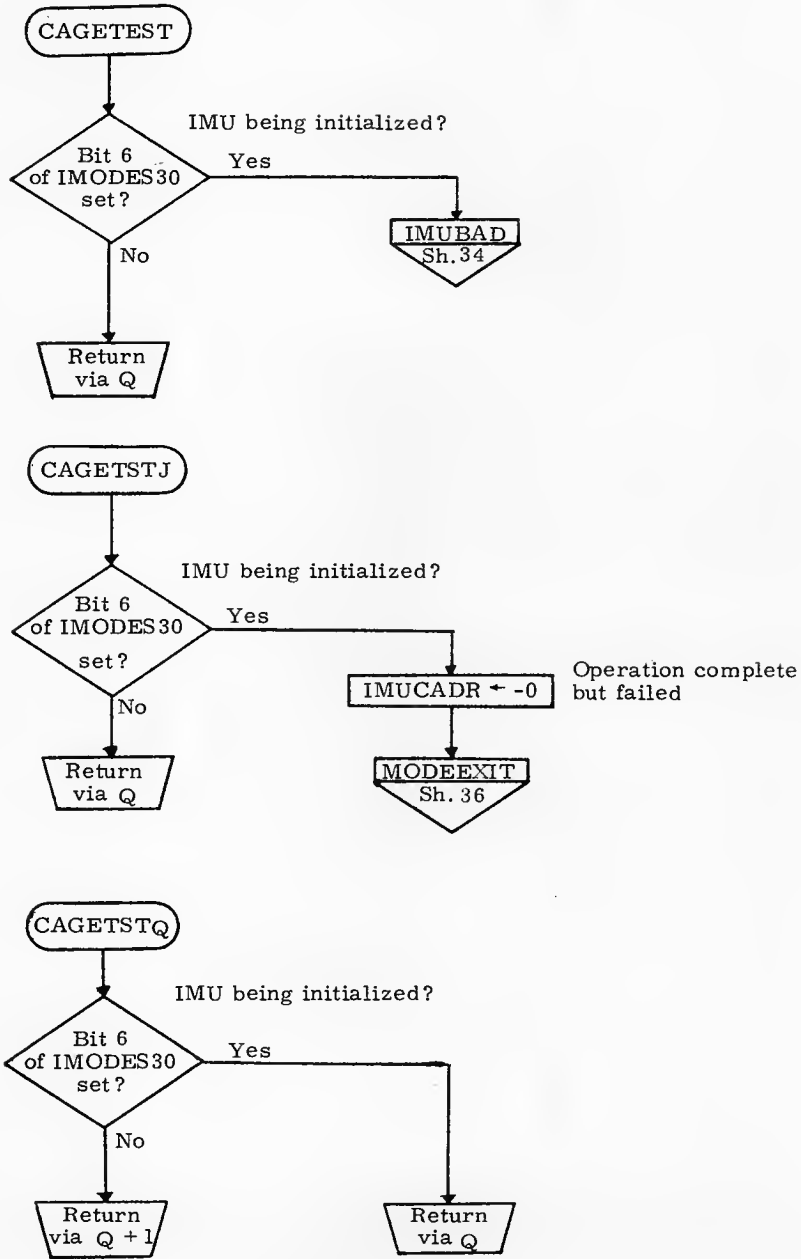 CAGETEST
IMU being initialized?
Bit 6
of IMODES30
set?
Yes
No
IMUBAD
Sh. 34
Return
via Q
CAGETSTJ
IMU being initialized?
Bit 6
of IMODES30
set?
Yes
No
IMUCADR ← -0
Operation complete
but failed
Return
via Q
MODEEXIT
Sh. 36
CAGETSTQ
IMU being initialized?
Bit 6
of IMODES30
set?
Yes
No
Return
via Q + 1
Return
via Q